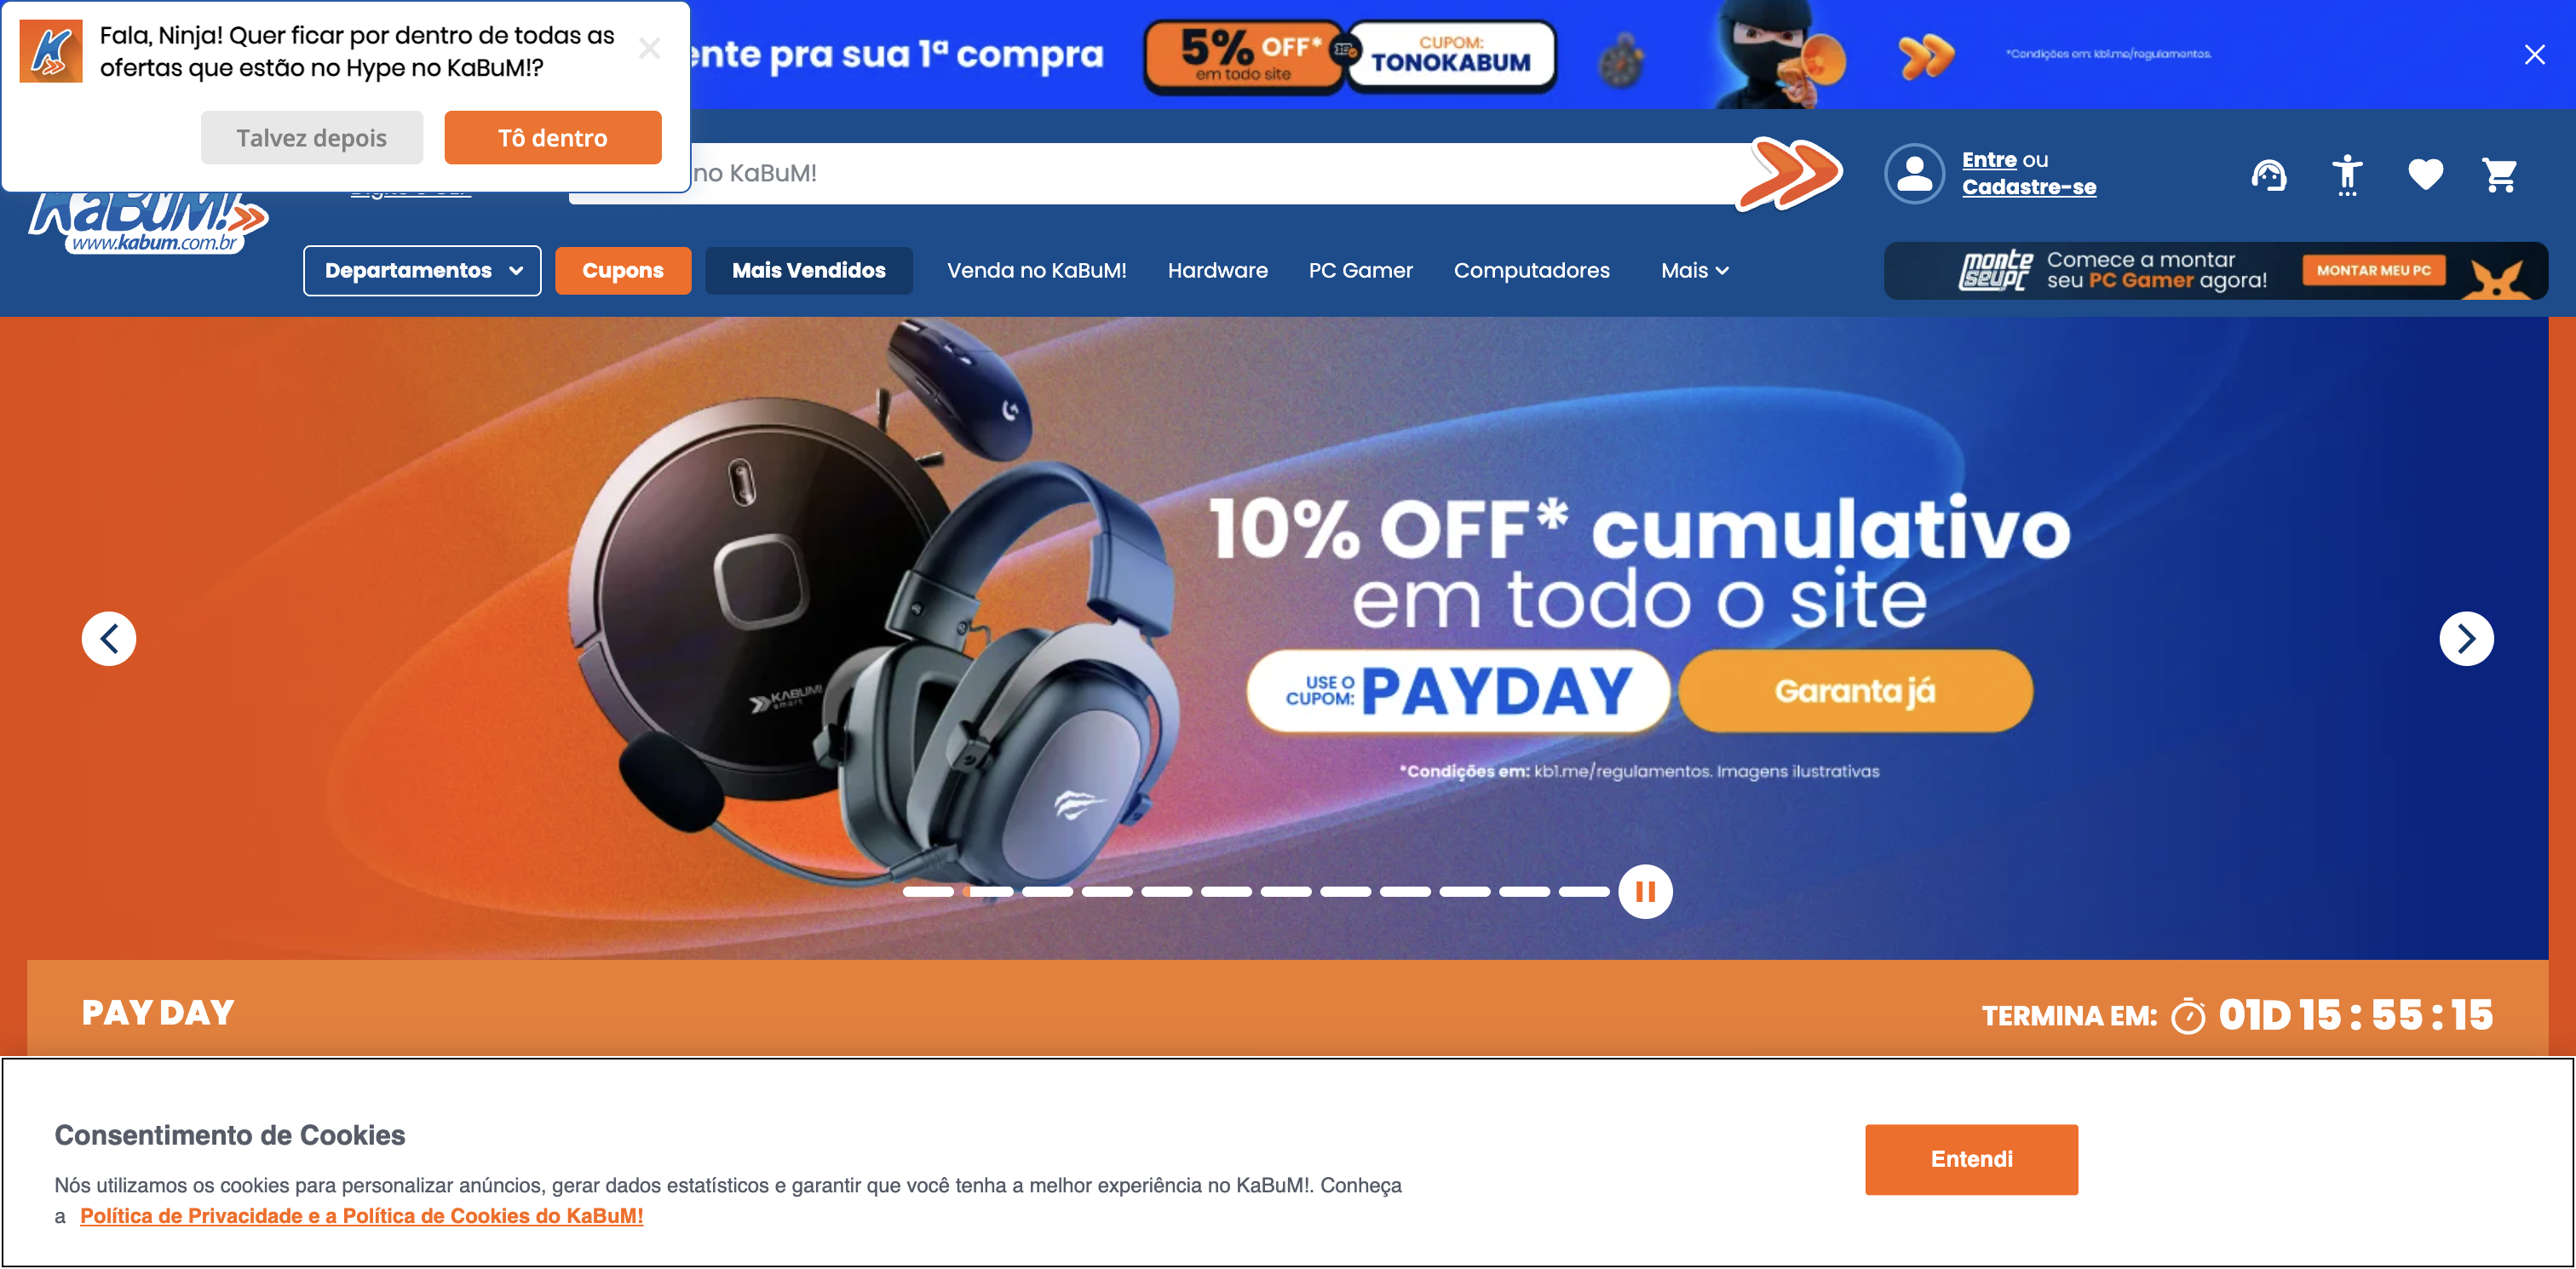 Fala, Ninja! Quer ficar por dentro de todas as
ofertas que estão no Hype no KaBuM!?
Talvez depois
Tô dentro
pra sua 1ª compra
5% OFF*
em todo site
CUPOM:
TONOKABUM
*Condições em: kb1.me/regulamentos.
no KaBuM!
Entre ou
Cadastre-se
KaBuM!
www.kabum.com.br
Departamentos
Cupons
Mais Vendidos
Venda no KaBuM!
Hardware
PC Gamer
Computadores
Mais
monte
seu pc
Comece a montar
seu PC Gamer agora!
MONTAR MEU PC
KABUM!
smart
10% OFF* cumulativo
em todo o site
USE O
CUPOM:
PAYDAY
Garanta já
*Condições em: kb1.me/regulamentos. Imagens ilustrativas
PAY DAY
TERMINA EM: 01D 15 : 55 : 15
Consentimento de Cookies
Nós utilizamos os cookies para personalizar anúncios, gerar dados estatísticos e garantir que você tenha a melhor experiência no KaBuM!. Conheça
a Política de Privacidade e a Política de Cookies do KaBuM!
Entendi